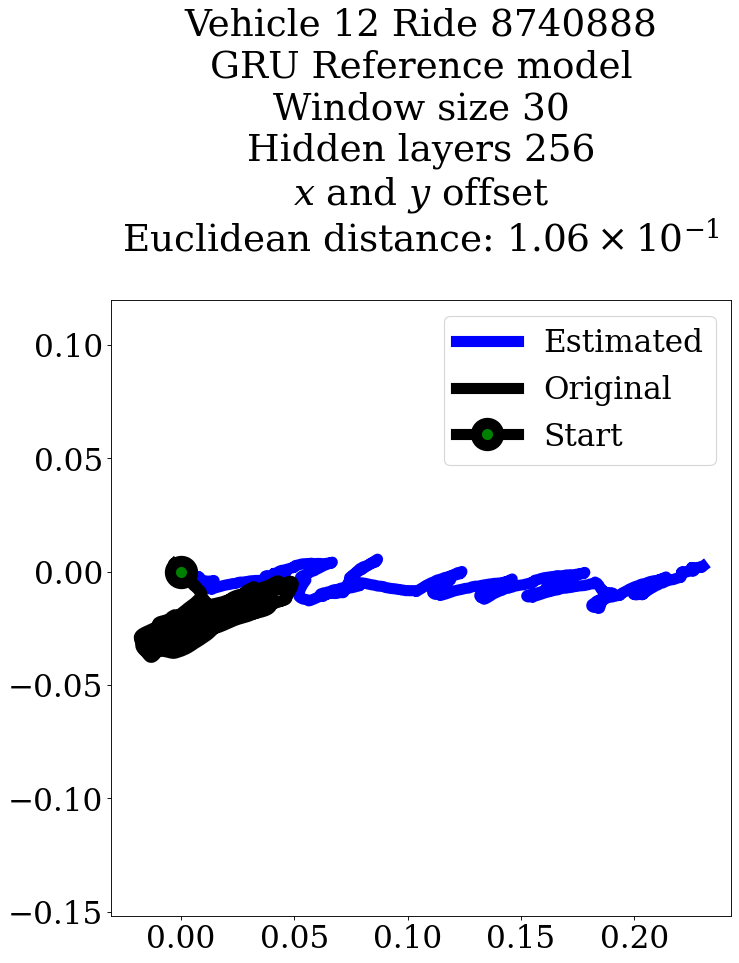 Vehicle 12 Ride 8740888
GRU Reference model
Window size 30
Hidden layers 256
x and y offset
Euclidean distance: 1.06 × 10⁻¹
Estimated
Original
Start
0.10
0.05
0.00
−0.05
−0.10
−0.15
0.00 0.05 0.10 0.15 0.20